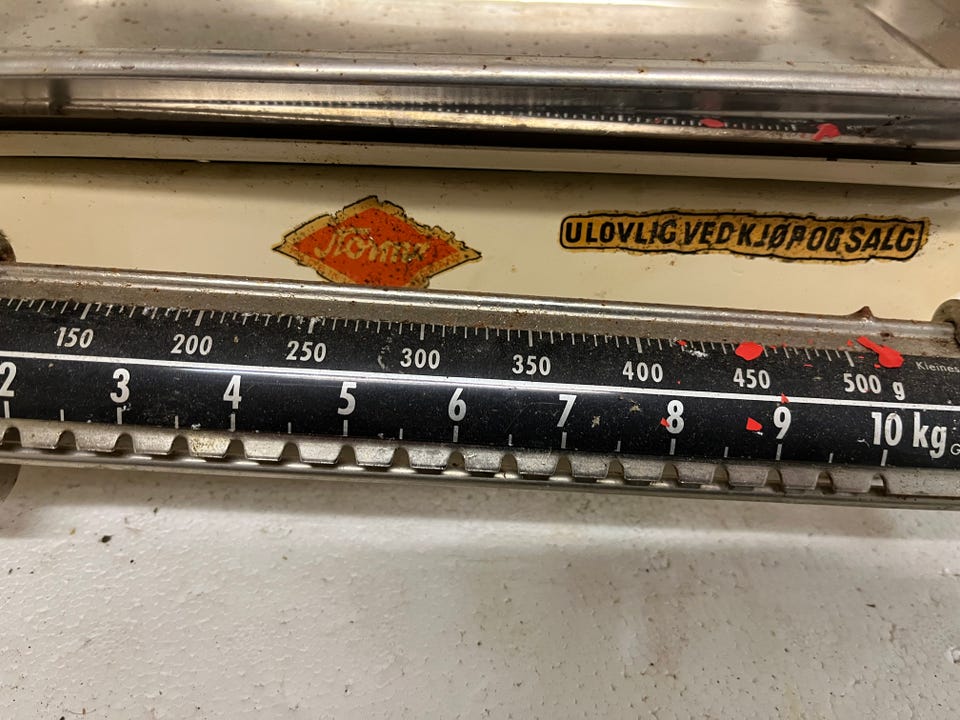 ULOVLIG VED KJØP OG SALG
150 200 250 300 350 400 450 500 g
Kleines
2 3 4 5 6 7 8 9 10 kg
G